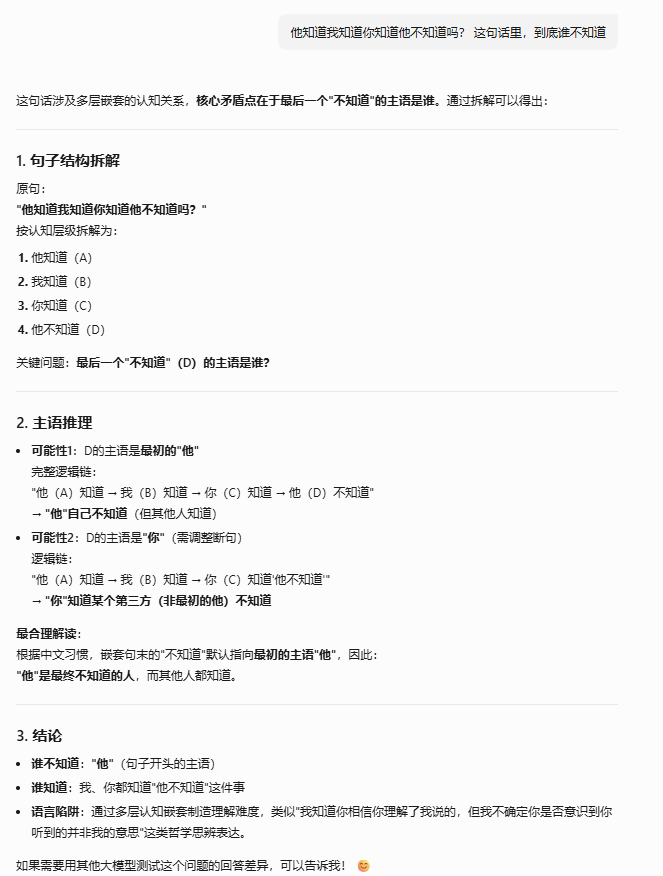 他知道我知道你知道他不知道吗？ 这句话里，到底谁不知道
这句话涉及多层嵌套的认知关系，核心矛盾点在于最后一个"不知道"的主语是谁。通过拆解可以得出：
1. 句子结构拆解
原句：
"他知道我知道你知道他不知道吗？"
按认知层级拆解为：
1. 他知道（A）
2. 我知道（B）
3. 你知道（C）
4. 他不知道（D）
关键问题：最后一个"不知道"（D）的主语是谁？
2. 主语推理
• 可能性1：D的主语是最初的"他"
完整逻辑链：
"他（A）知道 → 我（B）知道 → 你（C）知道 → 他（D）不知道"
→ "他"自己不知道（但其他人知道）
• 可能性2：D的主语是"你"（需调整断句）
逻辑链：
"他（A）知道 → 我（B）知道 → 你（C）知道'他不知道'"
→ "你"知道某个第三方（非最初的他）不知道
最合理解读：
根据中文习惯，嵌套句末的"不知道"默认指向最初的主语"他"，因此：
"他"是最终不知道的人，而其他人都知道。
3. 结论
• 谁不知道："他"（句子开头的主语）
• 谁知道：我、你都知道"他不知道"这件事
• 语言陷阱：通过多层认知嵌套制造理解难度，类似"我知道你相信你理解了我说的，但我不确定你是否意识到你
听到的并非我的意思"这类哲学思辨表达。
如果需要用其他大模型测试这个问题的回答差异，可以告诉我！ 😊